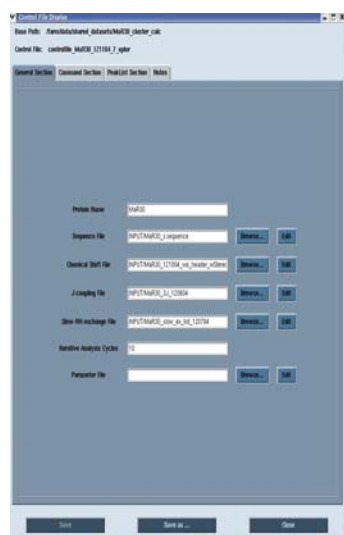 Control File Display
Base Path: /farm/data/shared_datasets/MaR30_cluster_calc
Control File: controlfile_MaR30_121104_7_xplor
General Section Command Section PeakList Section Notes
Protein Name MaR30
Sequence File INPUT/MaR30_x.sequence Browse... Edit
Chemical Shift File Browse... Edit
J-coupling File INPUT/MaR30_3J_120804 Browse... Edit
Slow NH exchange File INPUT/MaR30_slow_ex_list_120704 Browse... Edit
Iterative Analysis Cycles 10
Parameter File Browse... Edit
Save Save as ... Close